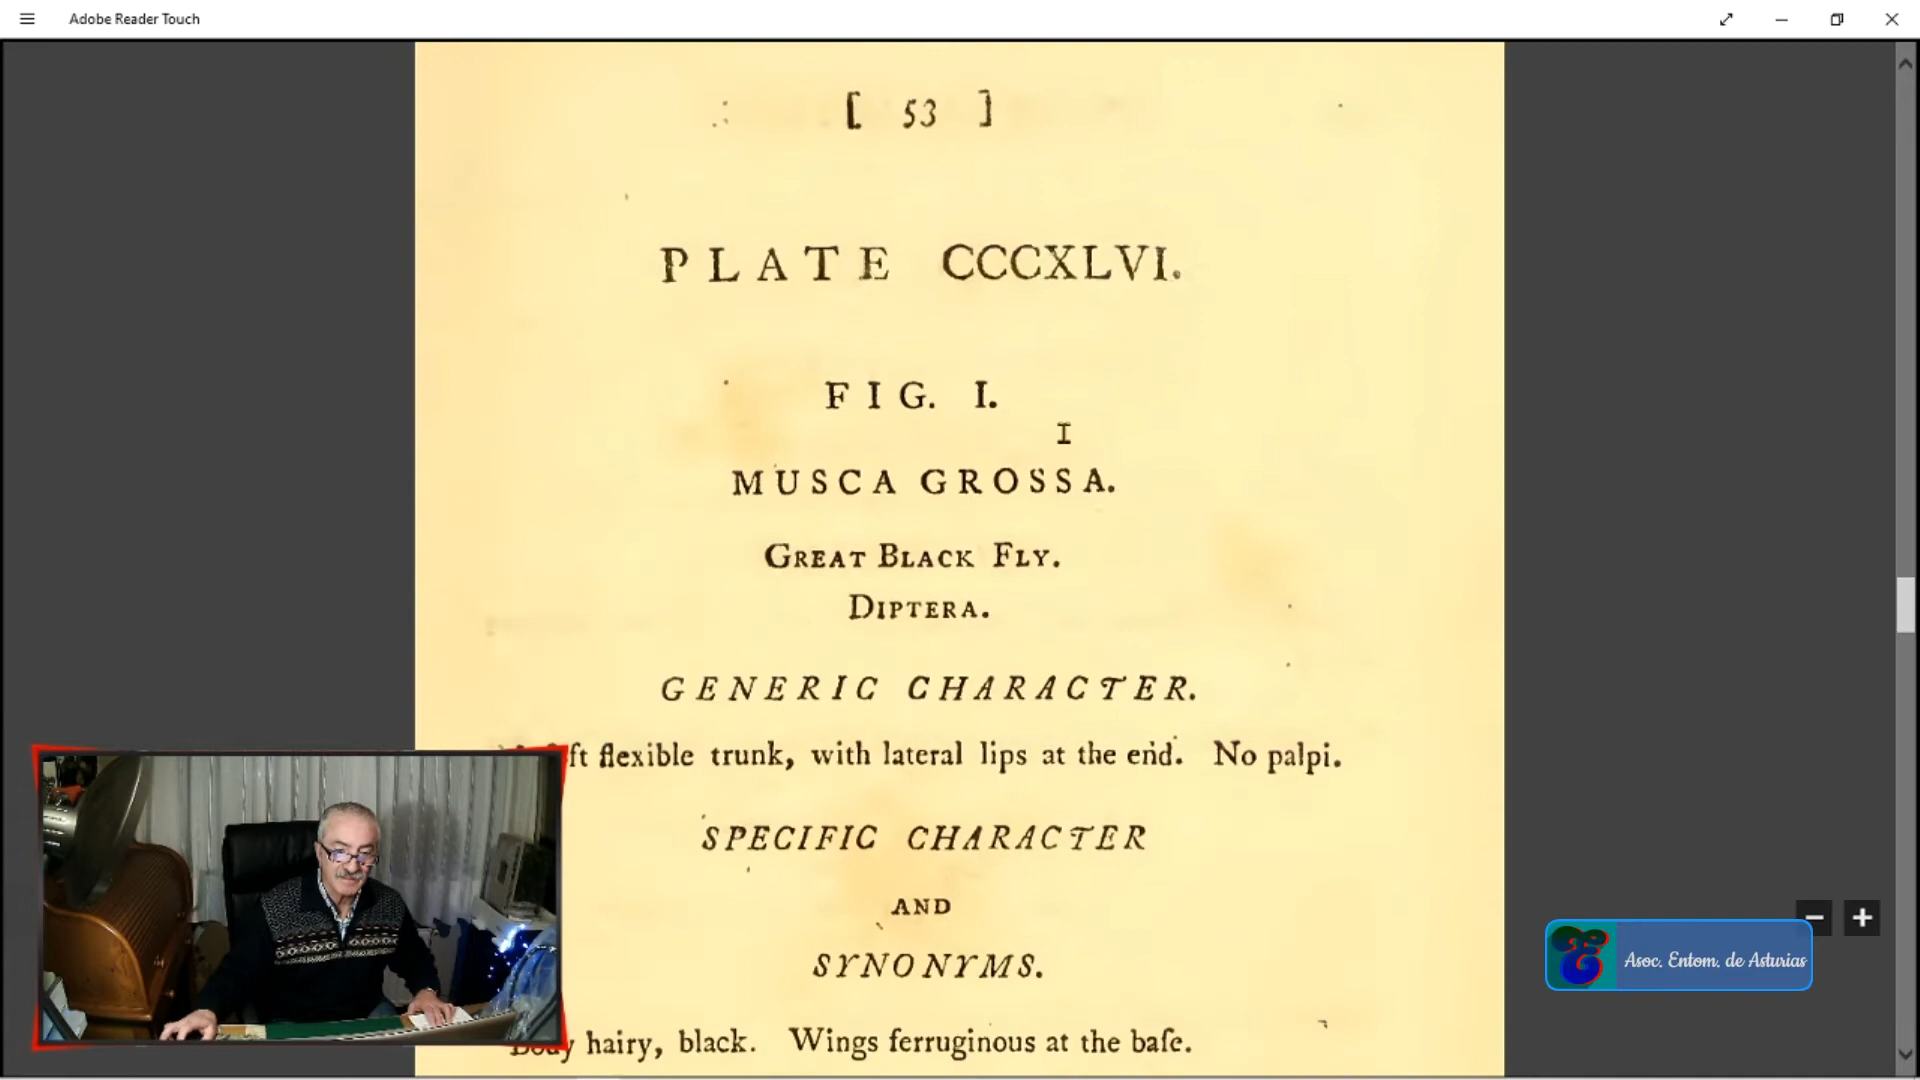 Adobe Reader Touch
[ 53 ]
PLATE CCCXLVI.
FIG. I.
MUSCA GROSSA.
GREAT BLACK FLY.
DIPTERA.
GENERIC CHARACTER.
flexible trunk, with lateral lips at the end. No palpi.
SPECIFIC CHARACTER
AND
SYNONYMS.
Body hairy, black. Wings ferruginous at the baſe.
Asoc. Entom. de Asturias